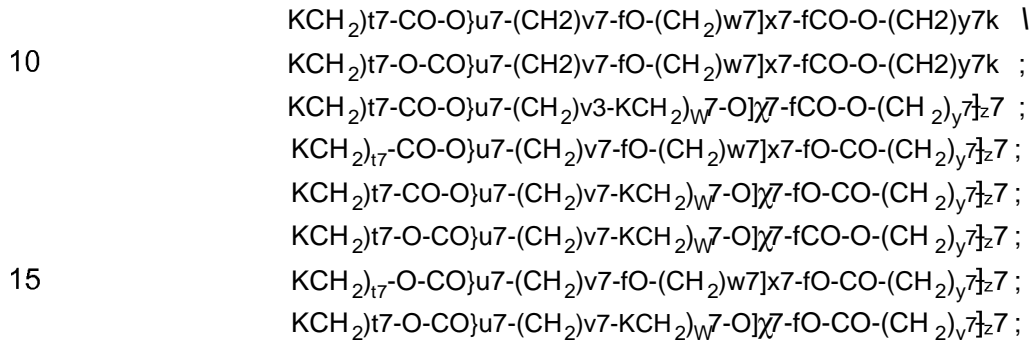 KCH2)t7-CO-O}u7-(CH2)v7-fO-(CH2)w7]x7-fCO-O-(CH2)y7k \
10 KCH2)t7-O-CO}u7-(CH2)v7-fO-(CH2)w7]x7-fCO-O-(CH2)y7k ;
KCH2)t7-CO-O}u7-(CH2)v3-KCH2)W7-O]χ7-fCO-O-(CH2)y7]z7 ;
KCH2)t7-CO-O}u7-(CH2)v7-fO-(CH2)w7]x7-fO-CO-(CH2)y7]z7 ;
KCH2)t7-CO-O}u7-(CH2)v7-KCH2)W7-O]χ7-fO-CO-(CH2)y7]z7 ;
KCH2)t7-O-CO}u7-(CH2)v7-KCH2)W7-O]χ7-fCO-O-(CH2)y7]z7 ;
15 KCH2)t7-O-CO}u7-(CH2)v7-fO-(CH2)w7]x7-fO-CO-(CH2)y7]z7 ;
KCH2)t7-O-CO}u7-(CH2)v7-KCH2)W7-O]χ7-fO-CO-(CH2)y7]z7 ;